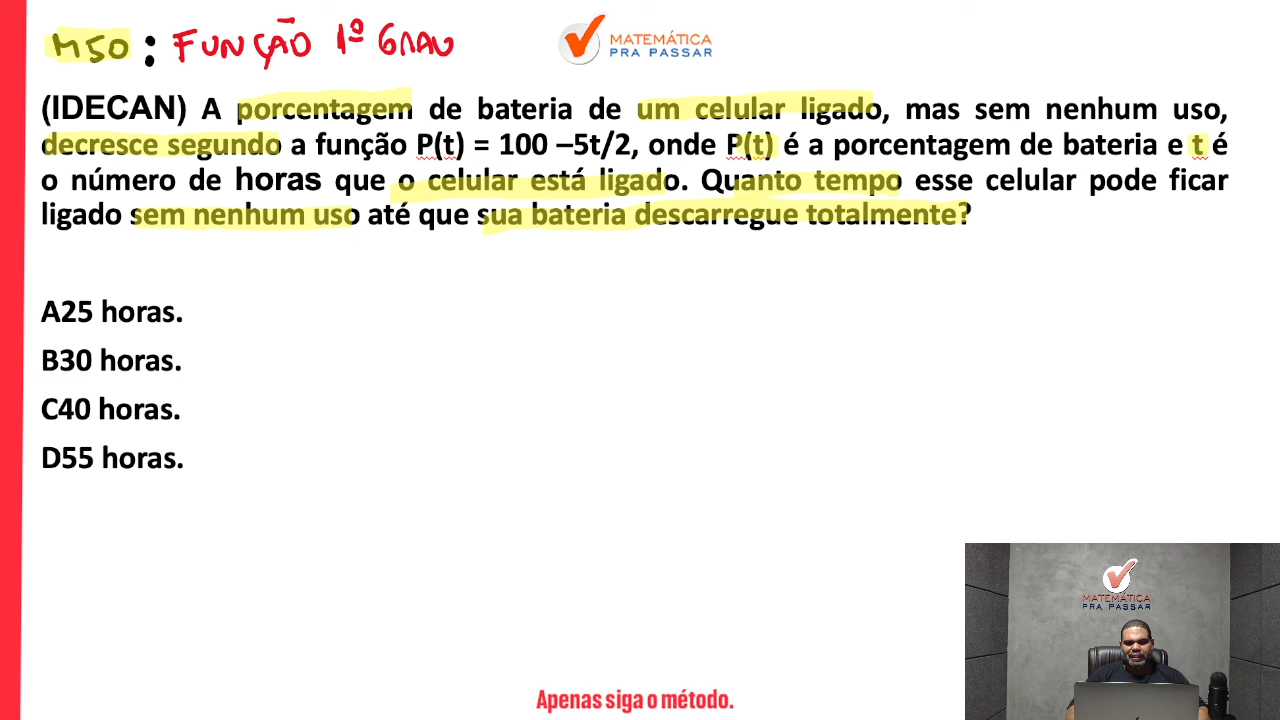 M50: FUNÇÃO 1º GRAU
MATEMÁTICA
PRA PASSAR
(IDECAN) A porcentagem de bateria de um celular ligado, mas sem nenhum uso,
decresce segundo a função P(t) = 100 –5t/2, onde P(t) é a porcentagem de bateria e t é
o número de horas que o celular está ligado. Quanto tempo esse celular pode ficar
ligado sem nenhum uso até que sua bateria descarregue totalmente?
A25 horas.
B30 horas.
C40 horas.
D55 horas.
MATEMÁTICA
PRA PASSAR
Apenas siga o método.